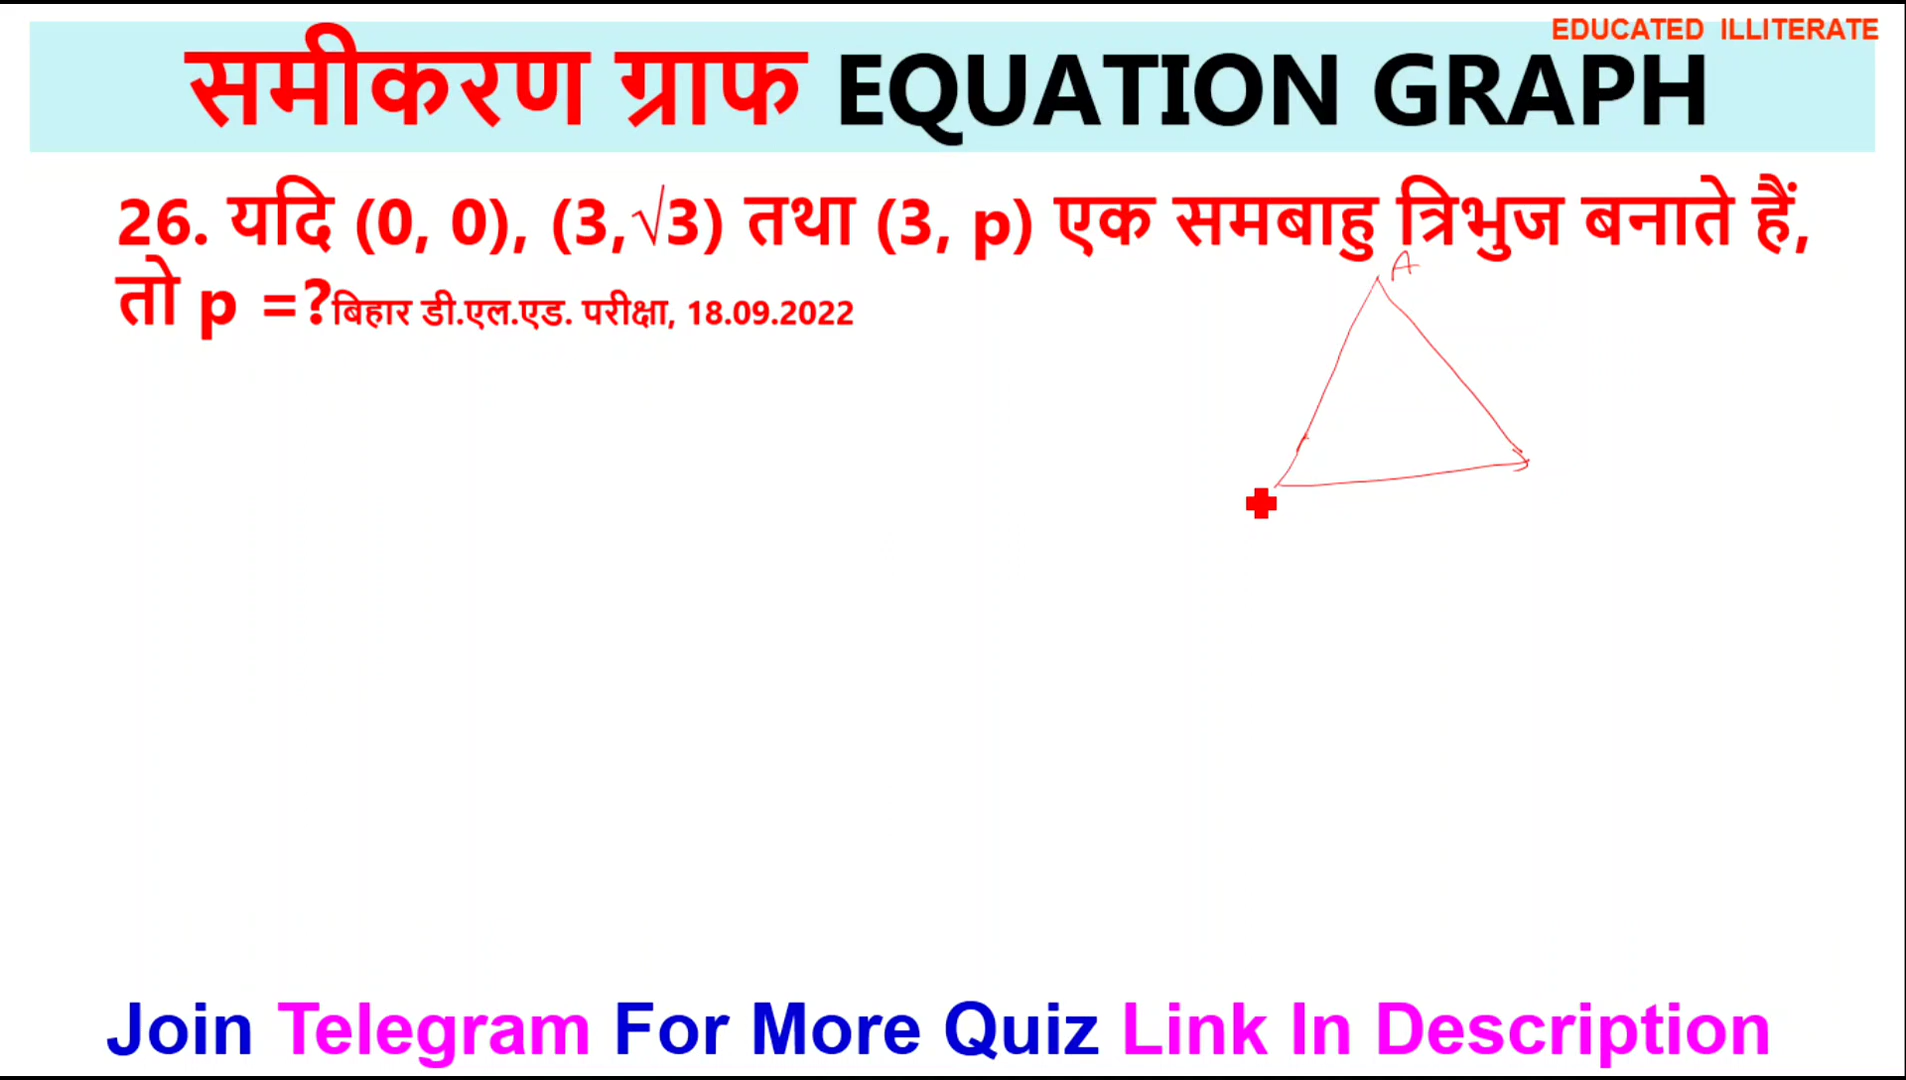 EDUCATED ILLITERATE
समीकरण ग्राफ EQUATION GRAPH
26. यदि (0, 0), (3,√3) तथा (3, p) एक समबाहु त्रिभुज बनाते हैं,
तो p =?बिहार डी.एल.एड. परीक्षा, 18.09.2022
A
Join Telegram For More Quiz Link In Description